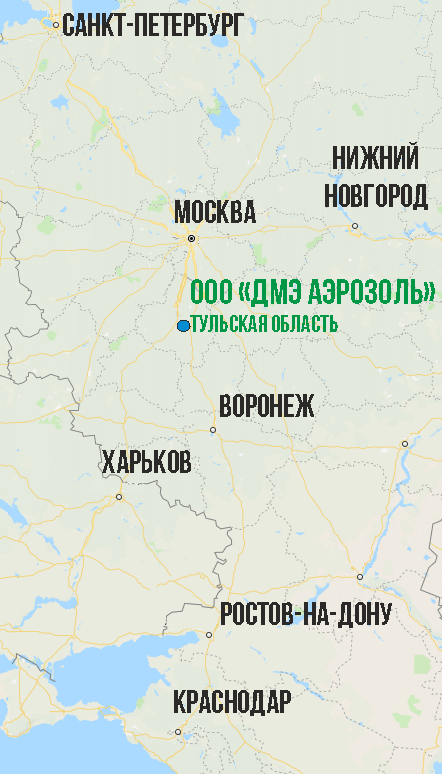 САНКТ-ПЕТЕРБУРГ
НИЖНИЙ
НОВГОРОД
МОСКВА
ООО «ДМЭ АЭРОЗОЛЬ»
ТУЛЬСКАЯ ОБЛАСТЬ
ВОРОНЕЖ
ХАРЬКОВ
РОСТОВ-НА-ДОНУ
КРАСНОДАР